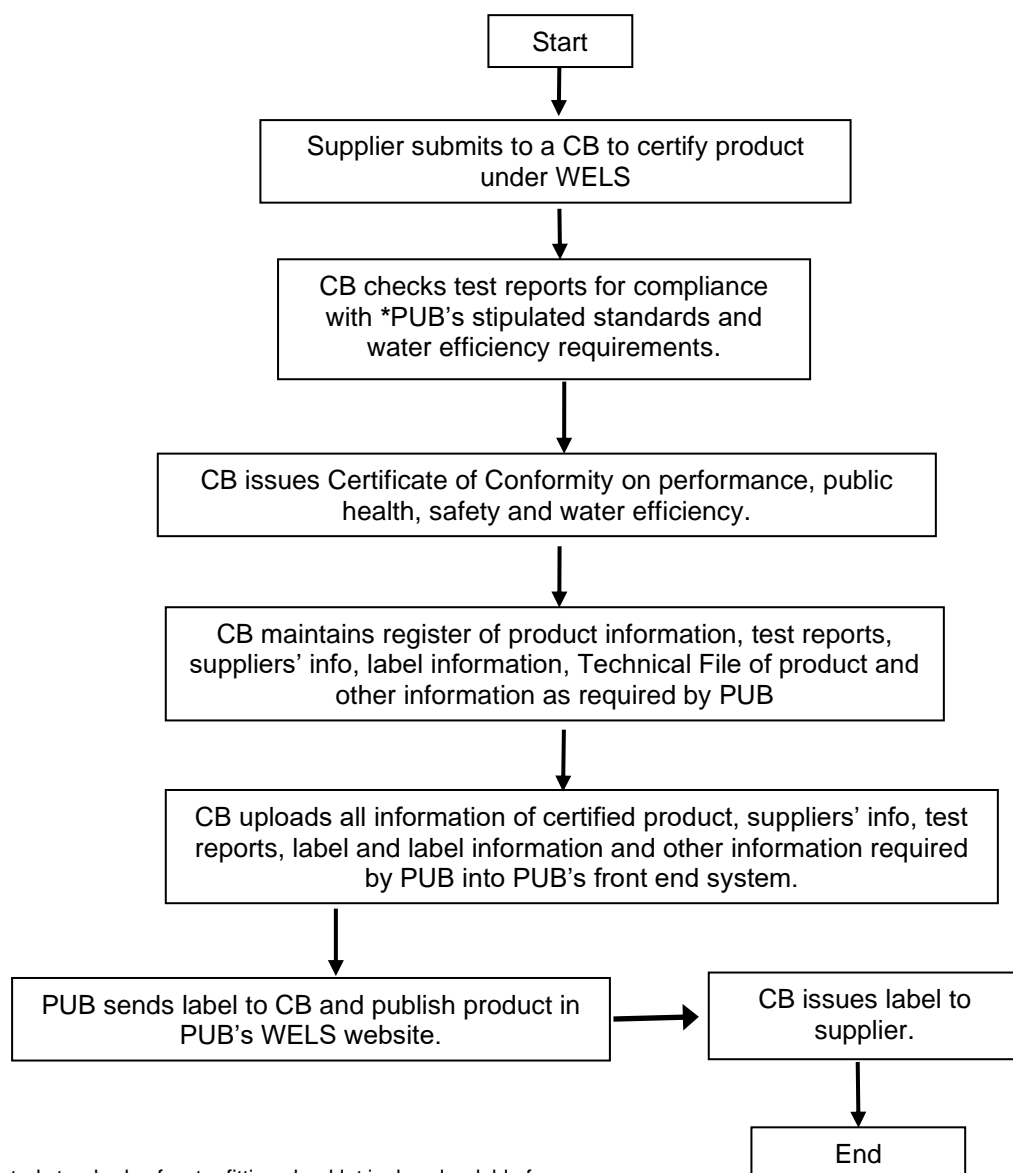 Start
Supplier submits to a CB to certify product
under WELS
CB checks test reports for compliance
with *PUB's stipulated standards and
water efficiency requirements.
CB issues Certificate of Conformity on performance, public
health, safety and water efficiency.
CB maintains register of product information, test reports,
suppliers' info, label information, Technical File of product and
other information as required by PUB
CB uploads all information of certified product, suppliers' info, test
reports, label and label information and other information required
by PUB into PUB's front end system.
PUB sends label to CB and publish product in
PUB's WELS website.
CB issues label to
supplier.
End